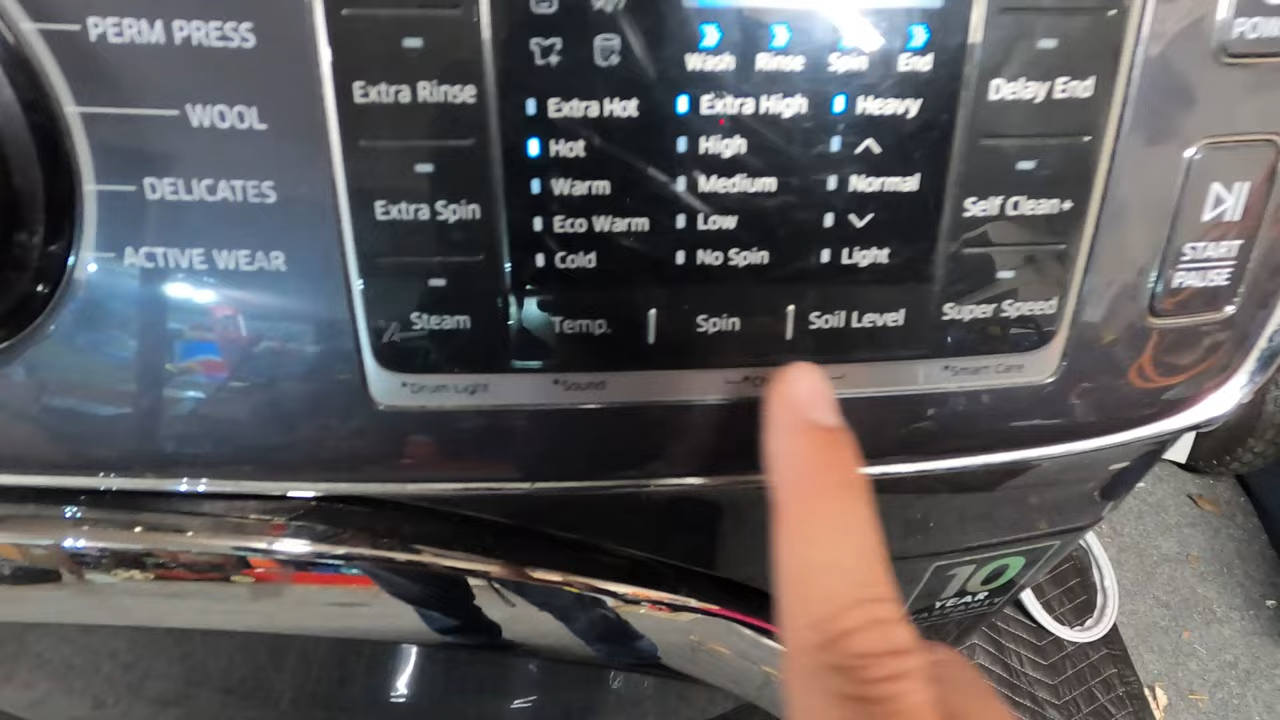 PERM PRESS
WOOL
DELICATES
ACTIVE WEAR
Extra Rinse
Extra Spin
Steam
Wash Rinse Spin End
Extra Hot Extra High Heavy
Hot High
Warm Medium Normal
Eco Warm Low
Cold No Spin Light
Temp. Spin Soil Level
Delay End
Self Clean+
Super Speed
*Drum Light *Sound *Smart Care
START
PAUSE
10
YEAR
WARRANTY